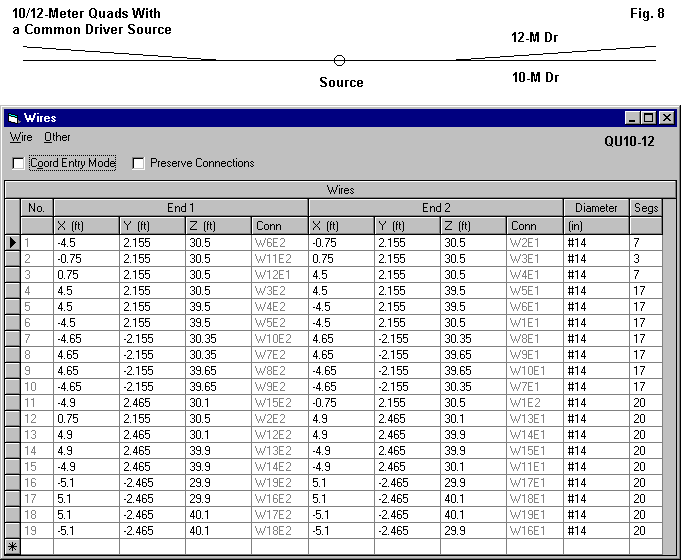 10/12-Meter Quads With
a Common Driver Source
Fig. 8
12-M Dr
Source
10-M Dr
Wires
Wire Other
QU10-12
Coord Entry Mode Preserve Connections
Wires
No. End 1 End 2 Diameter Segs
X (ft) Y (ft) Z (ft) Conn X (ft) Y (ft) Z (ft) Conn (in)
1 -4.5 2.155 30.5 W6E2 -0.75 2.155 30.5 W2E1 #14 7
2 -0.75 2.155 30.5 W11E2 0.75 2.155 30.5 W3E1 #14 3
3 0.75 2.155 30.5 W12E1 4.5 2.155 30.5 W4E1 #14 7
4 4.5 2.155 30.5 W3E2 4.5 2.155 39.5 W5E1 #14 17
5 4.5 2.155 39.5 W4E2 -4.5 2.155 39.5 W6E1 #14 17
6 -4.5 2.155 39.5 W5E2 -4.5 2.155 30.5 W1E1 #14 17
7 -4.65 -2.155 30.35 W10E2 4.65 -2.155 30.35 W8E1 #14 17
8 4.65 -2.155 30.35 W7E2 4.65 -2.155 39.65 W9E1 #14 17
9 4.65 -2.155 39.65 W8E2 -4.65 -2.155 39.65 W10E1 #14 17
10 -4.65 -2.155 39.65 W9E2 -4.65 -2.155 30.35 W7E1 #14 17
11 -4.9 2.465 30.1 W15E2 -0.75 2.155 30.5 W1E2 #14 20
12 0.75 2.155 30.5 W2E2 4.9 2.465 30.1 W13E1 #14 20
13 4.9 2.465 30.1 W12E2 4.9 2.465 39.9 W14E1 #14 20
14 4.9 2.465 39.9 W13E2 -4.9 2.465 39.9 W15E1 #14 20
15 -4.9 2.465 39.9 W14E2 -4.9 2.465 30.1 W11E1 #14 20
16 -5.1 -2.465 29.9 W19E2 5.1 -2.465 29.9 W17E1 #14 20
17 5.1 -2.465 29.9 W16E2 5.1 -2.465 40.1 W18E1 #14 20
18 5.1 -2.465 40.1 W17E2 -5.1 -2.465 40.1 W19E1 #14 20
19 -5.1 -2.465 40.1 W18E2 -5.1 -2.465 29.9 W16E1 #14 20